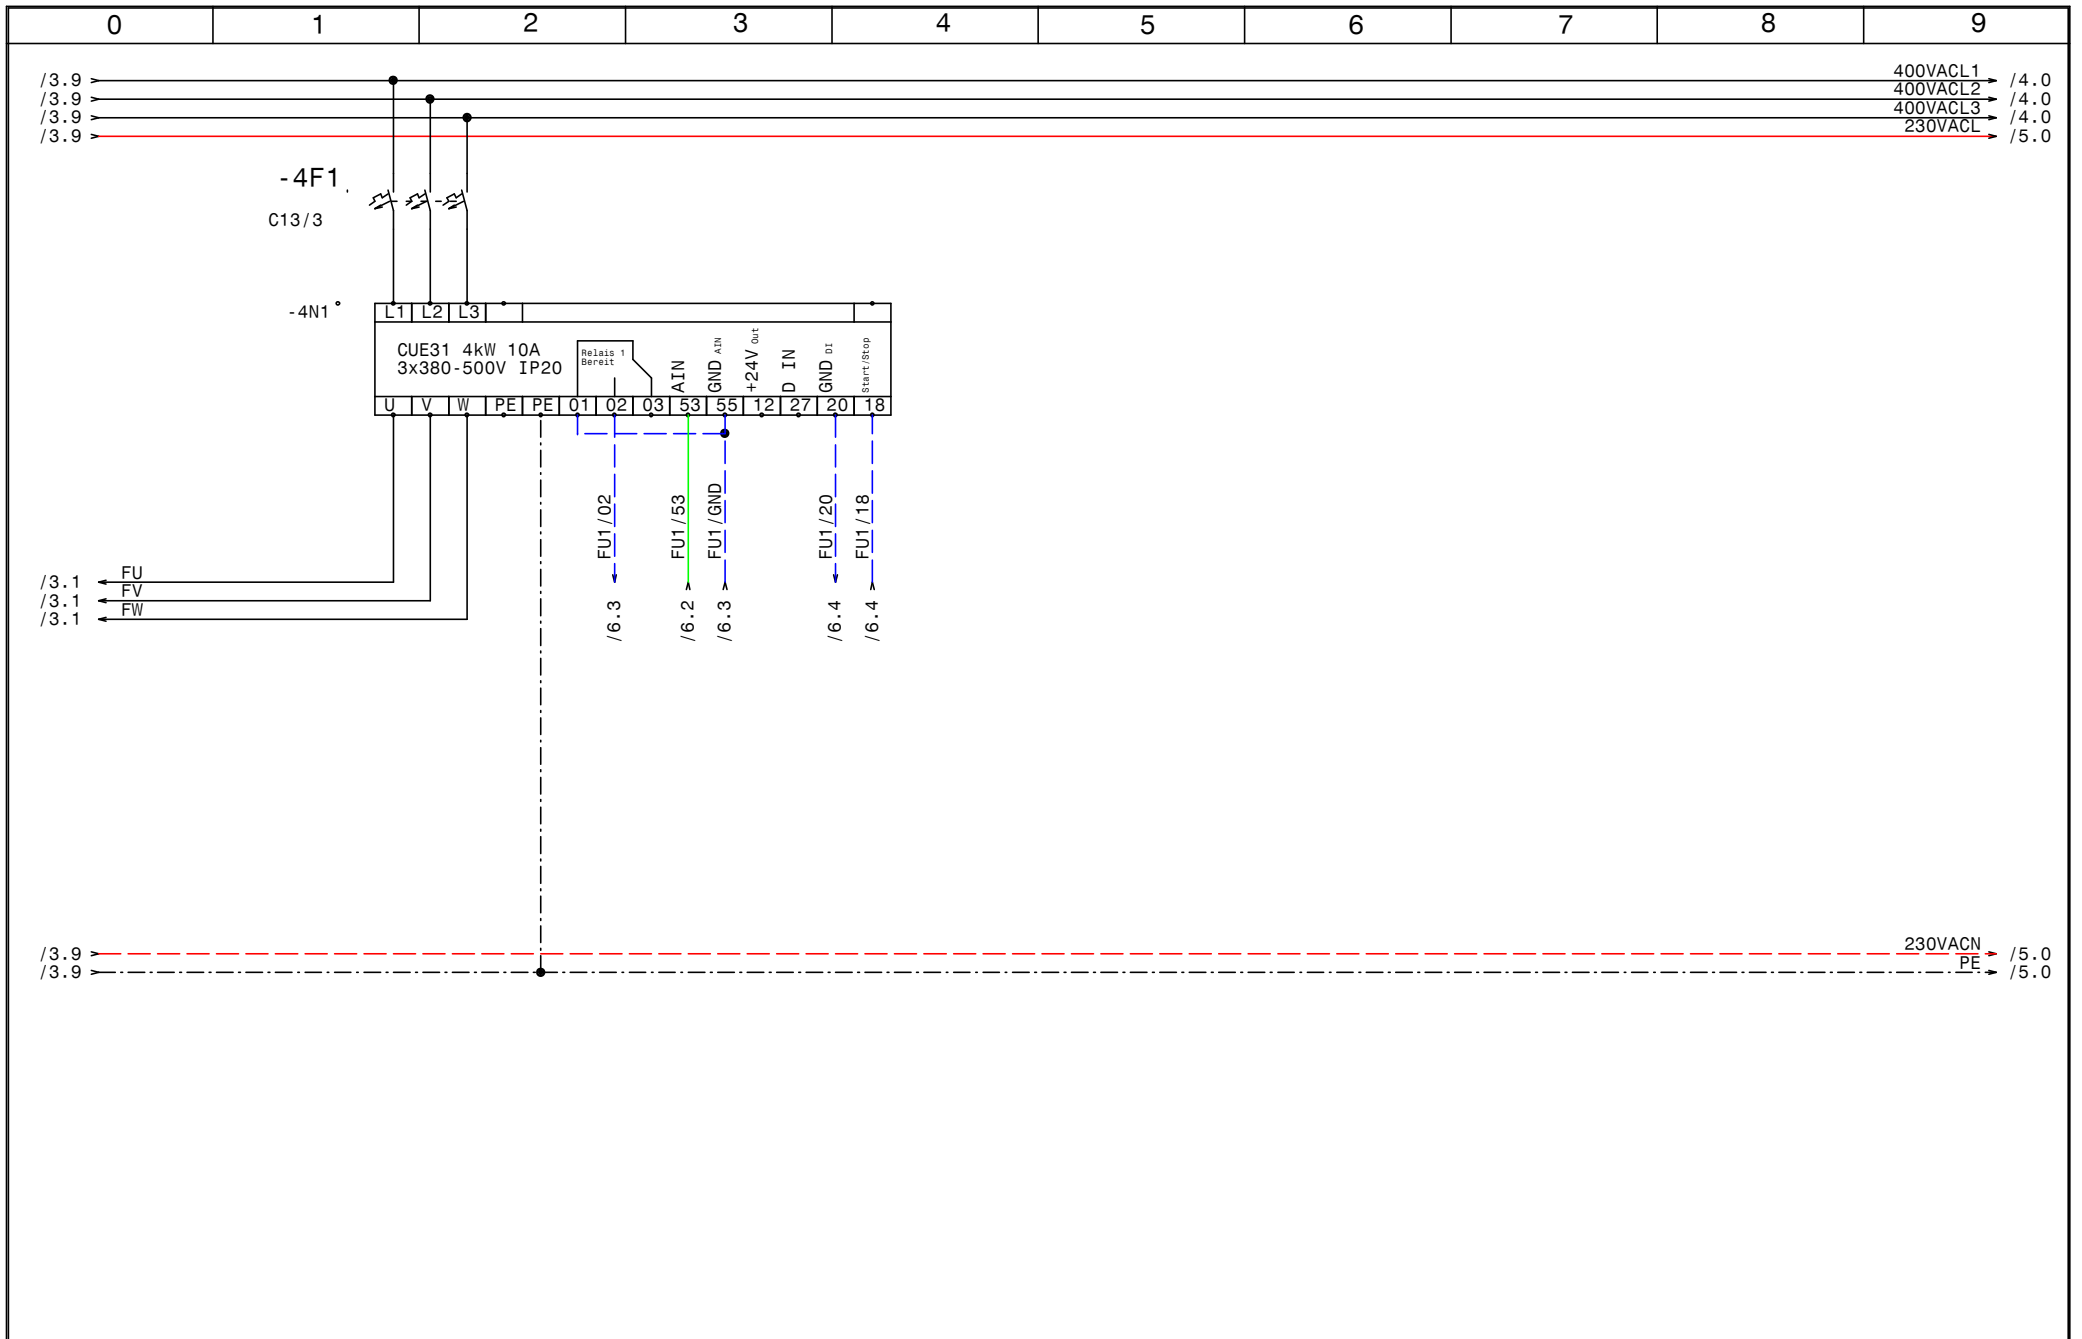 0 1 2 3 4 5 6 7 8 9
/3.9 400VACL1 /4.0
/3.9 400VACL2 /4.0
/3.9 400VACL3 /4.0
/3.9 230VACL /5.0
-4F1
C13/3
-4N1
L1 L2 L3
CUE31 4kW 10A
3x380-500V IP20
Relais 1
Bereit
AIN
GND AIN
+24V Out
D IN
GND DI
Start/Stop
U V W PE PE 01 02 03 53 55 12 27 20 18
FU1/02
FU1/53
FU1/GND
FU1/20
FU1/18
/3.1 FU
/3.1 FV
/3.1 FW
/6.3
/6.2
/6.3
/6.4
/6.4
/3.9 230VACN /5.0
/3.9 PE /5.0